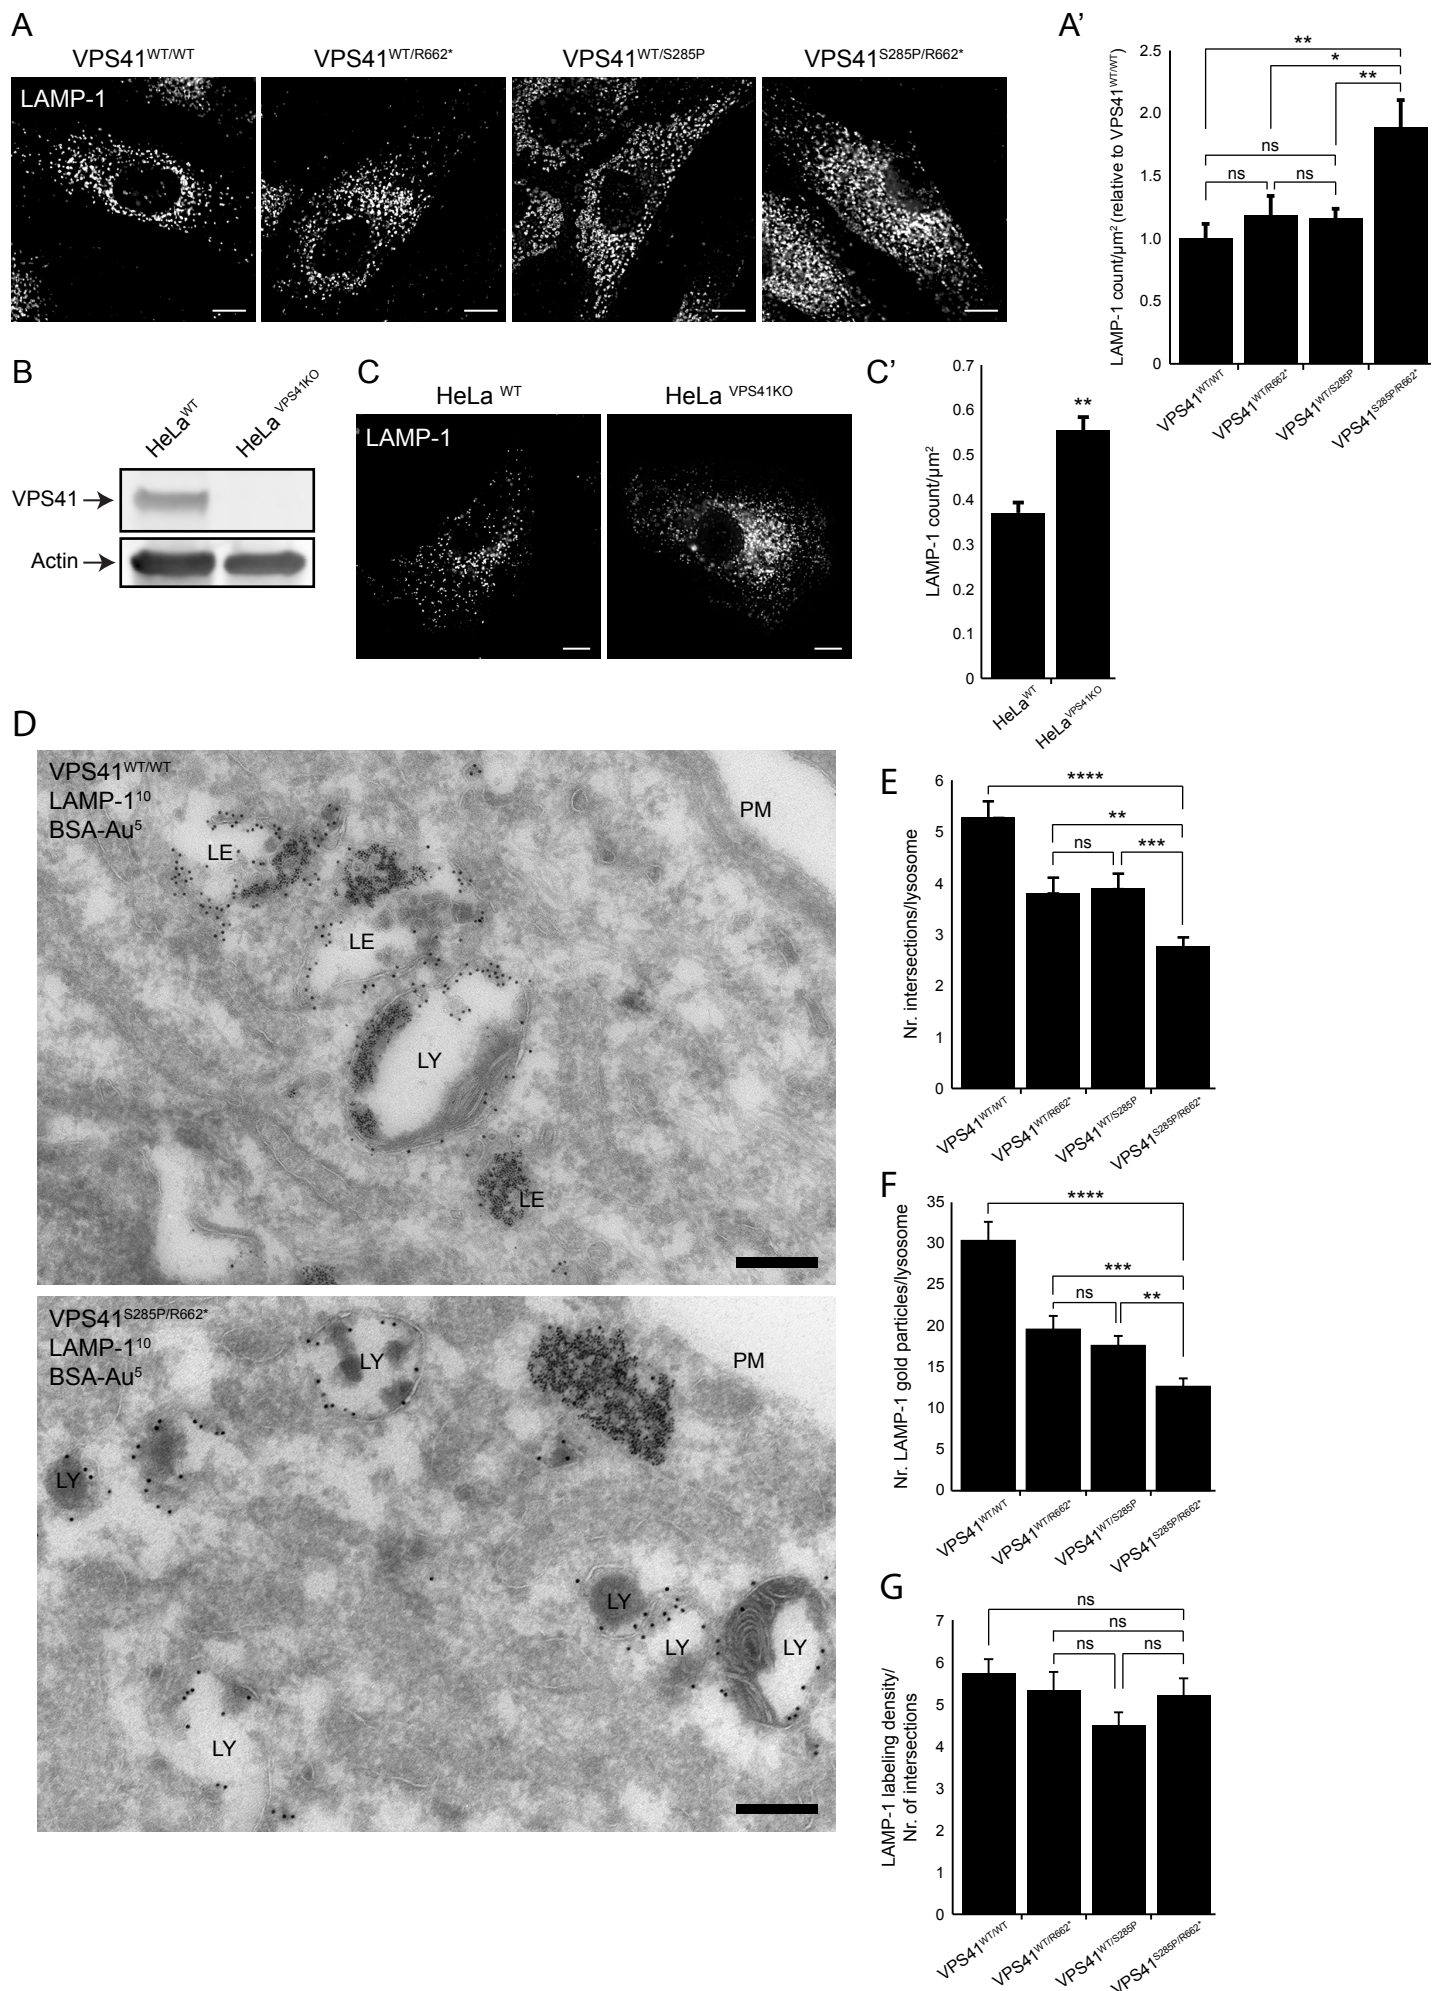 A
VPS41WT/WT
VPS41WT/R662*
VPS41WT/S285P
VPS41S285P/R662*
LAMP-1
A’
LAMP-1 count/µm² (relative to VPS41WT/WT)
2.5
2.0
1.5
1.0
0.5
0
**
*
**
ns
ns
ns
VPS41WT/WT
VPS41WT/R662*
VPS41WT/S285P
VPS41S285P/R662*
B
HeLaWT
HeLa VPS41KO
VPS41
Actin
C
HeLa WT
HeLa VPS41KO
LAMP-1
C’
LAMP-1 count/µm²
0.7
0.6
0.5
0.4
0.3
0.2
0.1
0
**
HeLaWT
HeLaVPS41KO
D
VPS41WT/WT
LAMP-1¹⁰
BSA-Au⁵
PM
LE
LE
LY
LE
VPS41S285P/R662*
LAMP-1¹⁰
BSA-Au⁵
PM
LY
LY
LY
LY
LY
LY
E
Nr. intersections/lysosome
6
5
4
3
2
1
0
****
**
ns
***
VPS41WT/WT
VPS41WT/R662*
VPS41WT/S285P
VPS41S285P/R662*
F
Nr. LAMP-1 gold particles/lysosome
35
30
25
20
15
10
5
0
****
***
ns
**
VPS41WT/WT
VPS41WT/R662*
VPS41WT/S285P
VPS41S285P/R662*
G
LAMP-1 labeling density/
Nr. of intersections
7
6
5
4
3
2
1
0
ns
ns
ns
ns
VPS41WT/WT
VPS41WT/R662*
VPS41WT/S285P
VPS41S285P/R662*